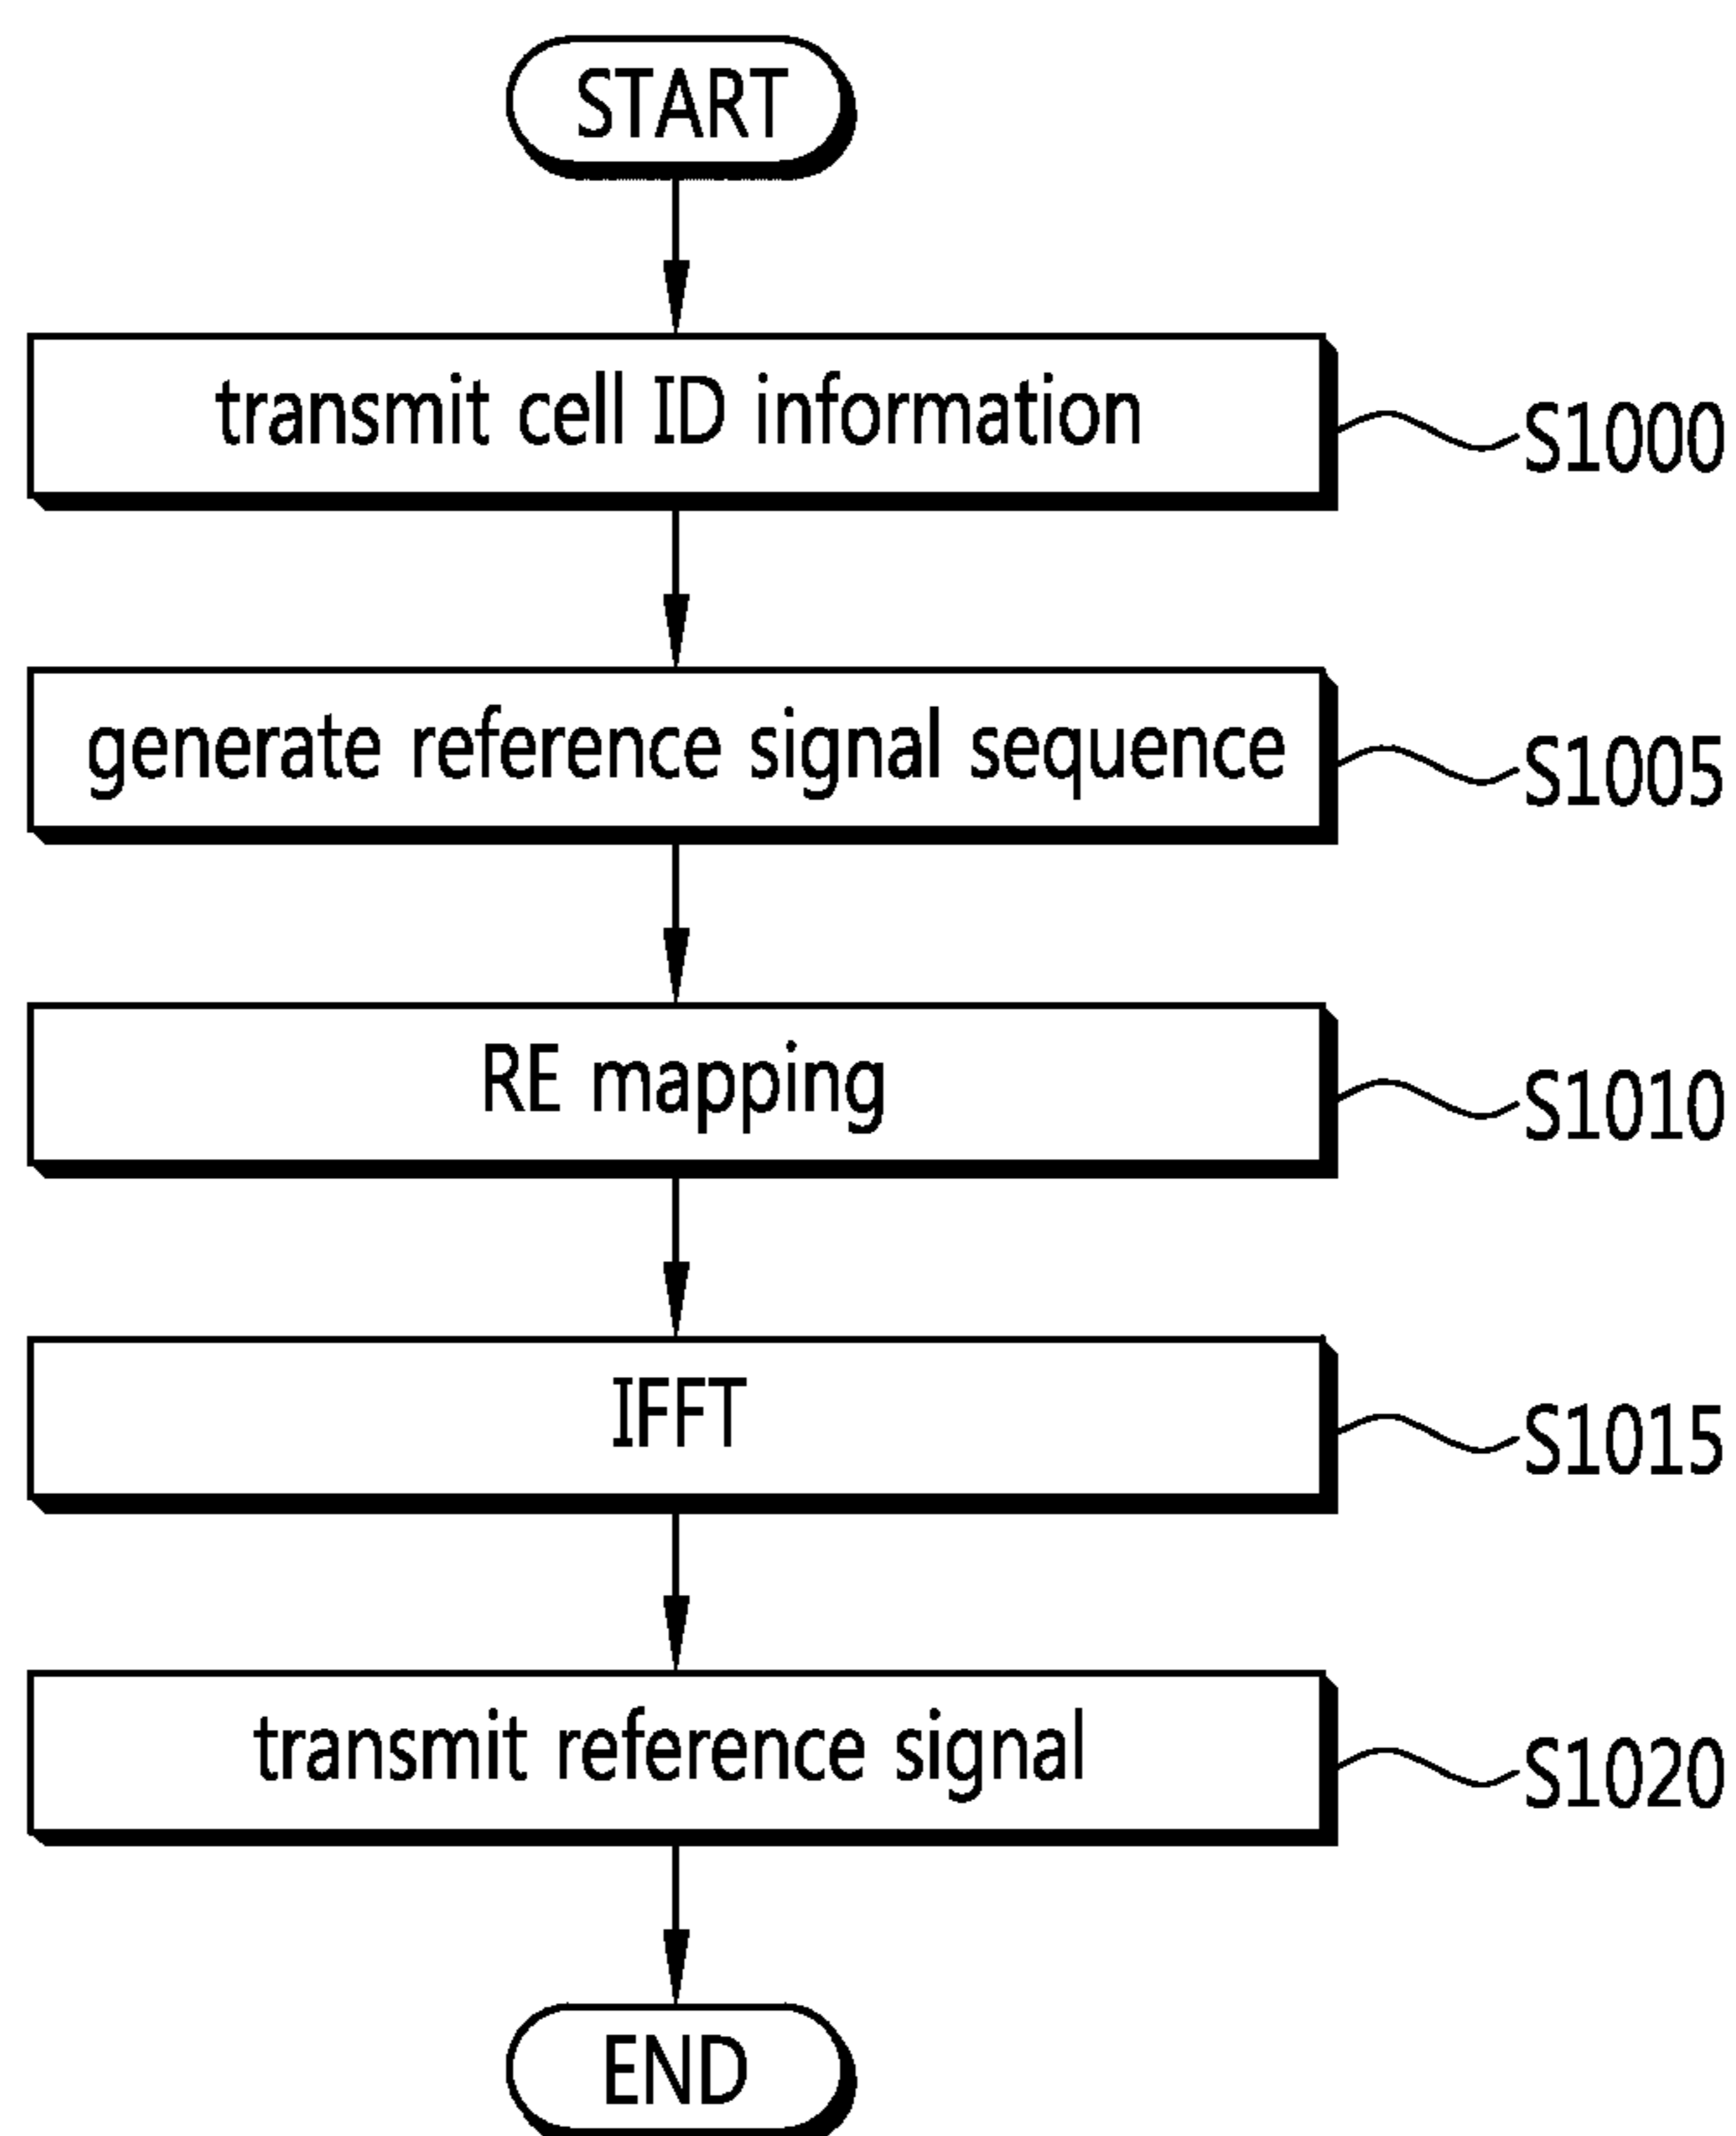 START
transmit cell ID information
S1000
generate reference signal sequence
S1005
RE mapping
S1010
IFFT
S1015
transmit reference signal
S1020
END